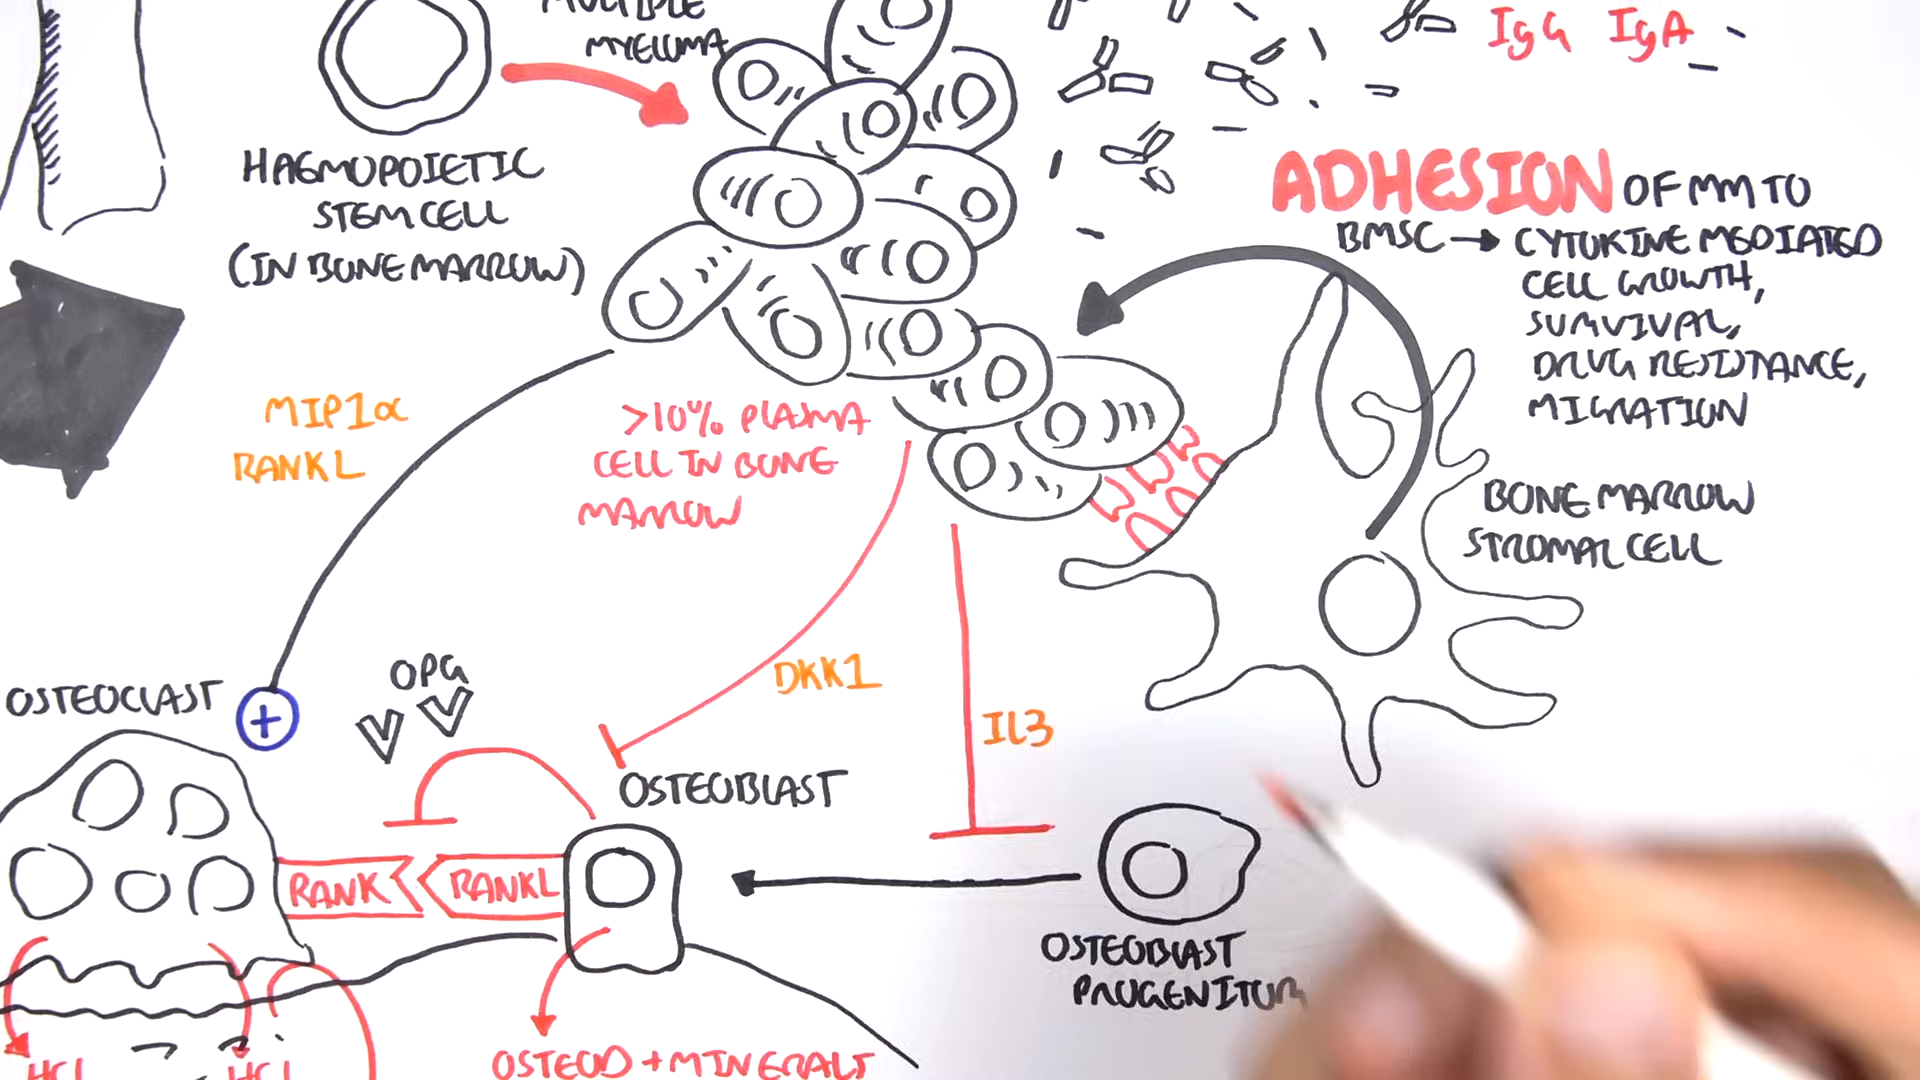 MULTIPLE
MYELOMA
IgG IgA
HAEMOPOIETIC
STEM CELL
(IN BONE MARROW)
ADHESION OF MM TO
BMSC → CYTOKINE MEDIATED
CELL GROWTH,
SURVIVAL,
DRUG RESISTANCE,
MIGRATION
MIP1α
RANKL
>10% PLASMA
CELL IN BONE
MARROW
BONE MARROW
STROMAL CELL
OSTEOCLAST
+
OPG
DKK1
IL3
OSTEOBLAST
RANK
RANKL
OSTEOBLAST
PROGENITOR
OSTEOID + MINERALS
HCL
HCL